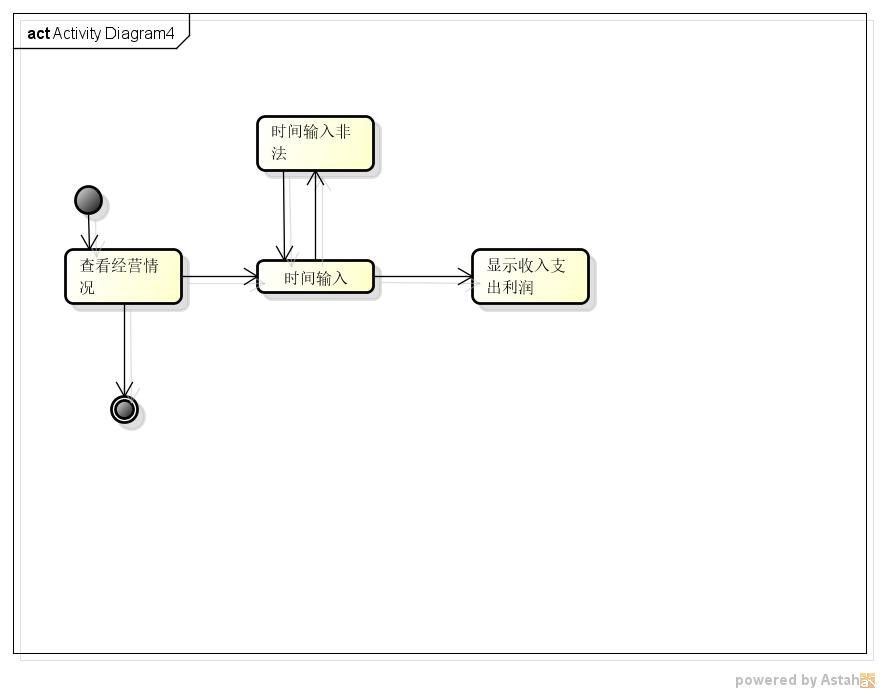 act Activity Diagram4
时间输入非
法
查看经营情
况
时间输入
显示收入支
出利润
powered by Astah